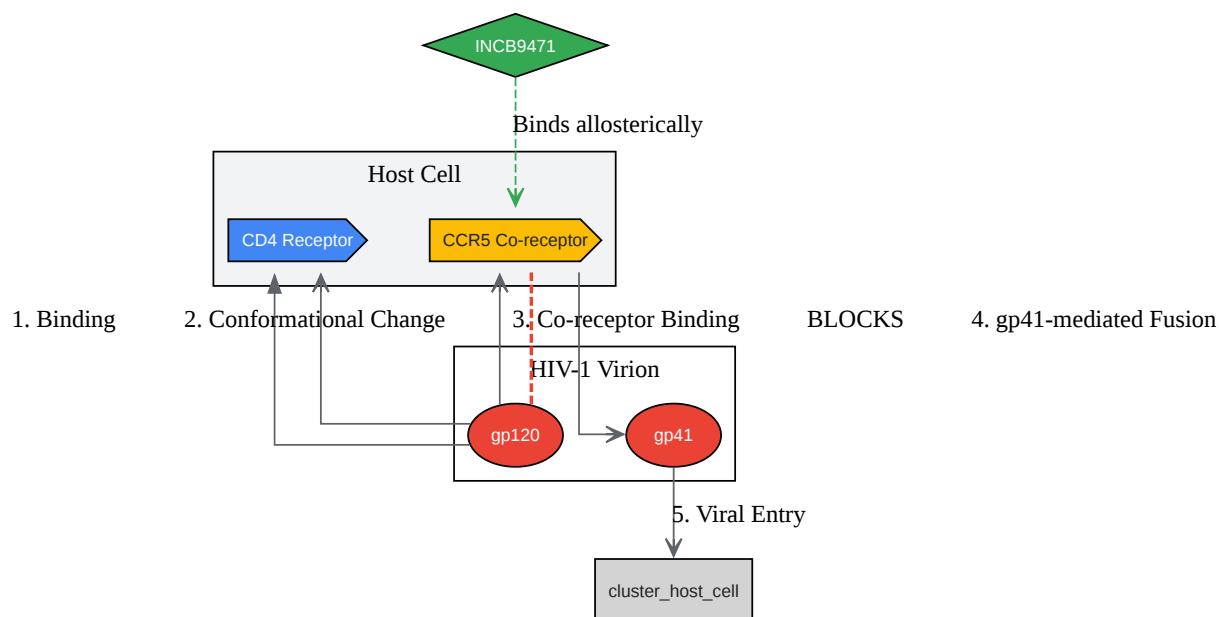 INCB9471
Binds allosterically
Host Cell
CD4 Receptor
CCR5 Co-receptor
1. Binding
2. Conformational Change
3. Co-receptor Binding
BLOCKS
4. gp41-mediated Fusion
HIV-1 Virion
gp120
gp41
5. Viral Entry
cluster_host_cell